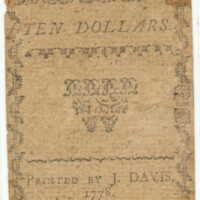 TEN DOLLARS.
PRINTED BY J. DAVIS.
1778.